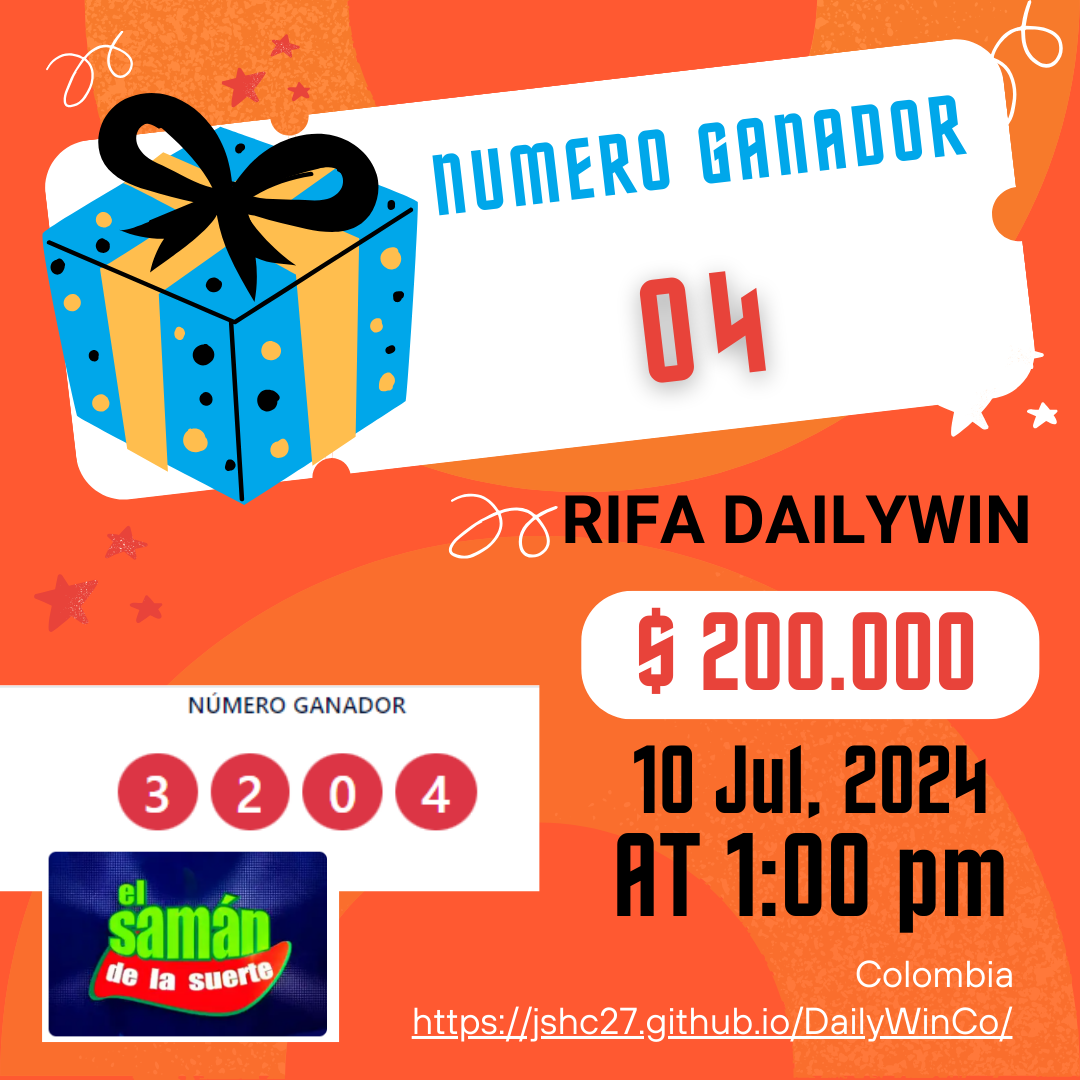 NUMERO GANADOR
04
RIFA DAILYWIN
$ 200.000
NÚMERO GANADOR
3 2 0 4
10 Jul, 2024
AT 1:00 pm
el
samán
de la suerte
Colombia
https://jshc27.github.io/DailyWinCo/